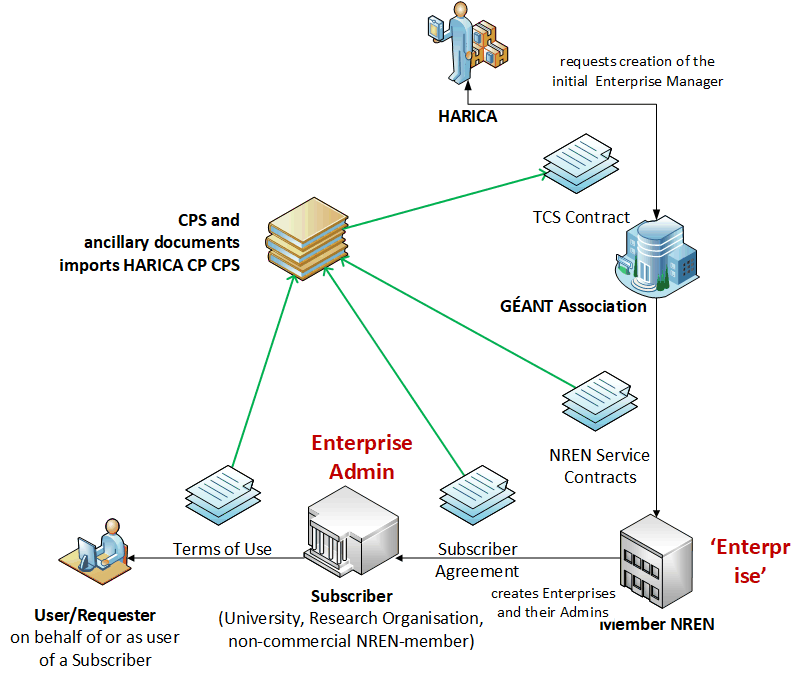 requests creation of the
initial Enterprise Manager
HARICA
TCS Contract
CPS and
ancillary documents
imports HARICA CP CPS
GÉANT Association
NREN Service
Contracts
Enterprise
Admin
Terms of Use
Subscriber
Agreement
‘Enterpr
ise’
creates Enterprises
and their Admins
Member NREN
Subscriber
(University, Research Organisation,
non-commercial NREN-member)
User/Requester
on behalf of or as user
of a Subscriber